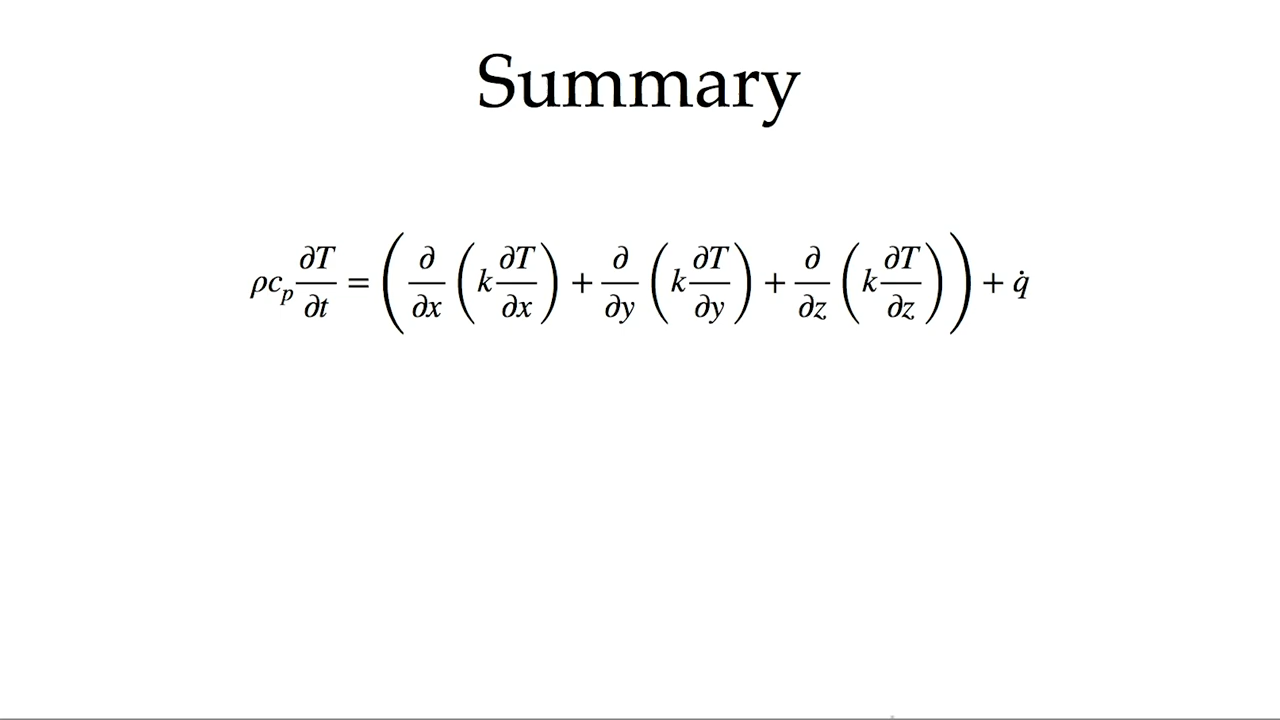 Summary
ρc_p ∂T/∂t = ( ∂/∂x ( k ∂T/∂x ) + ∂/∂y ( k ∂T/∂y ) + ∂/∂z ( k ∂T/∂z ) ) + q̇